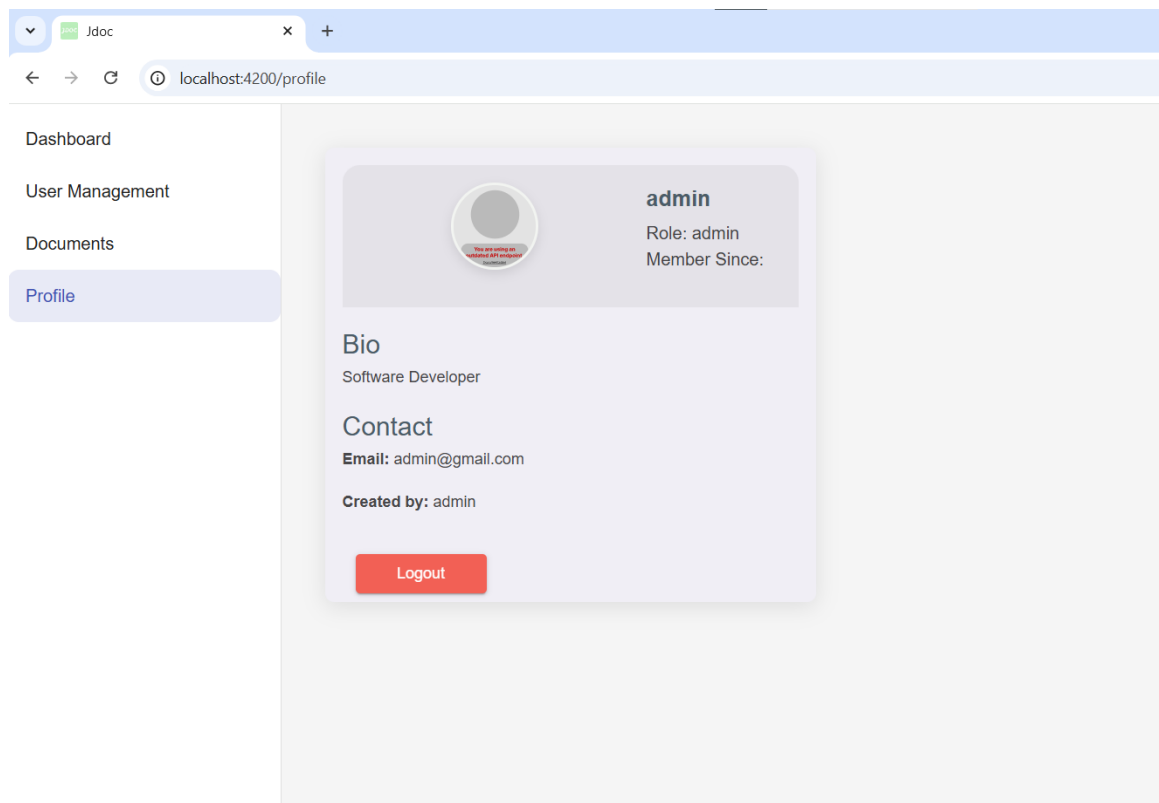 Jdoc
localhost:4200/profile
Dashboard
User Management
Documents
Profile
You are using an
outdated API endpoint
admin
Role: admin
Member Since:
Bio
Software Developer
Contact
Email: admin@gmail.com
Created by: admin
Logout